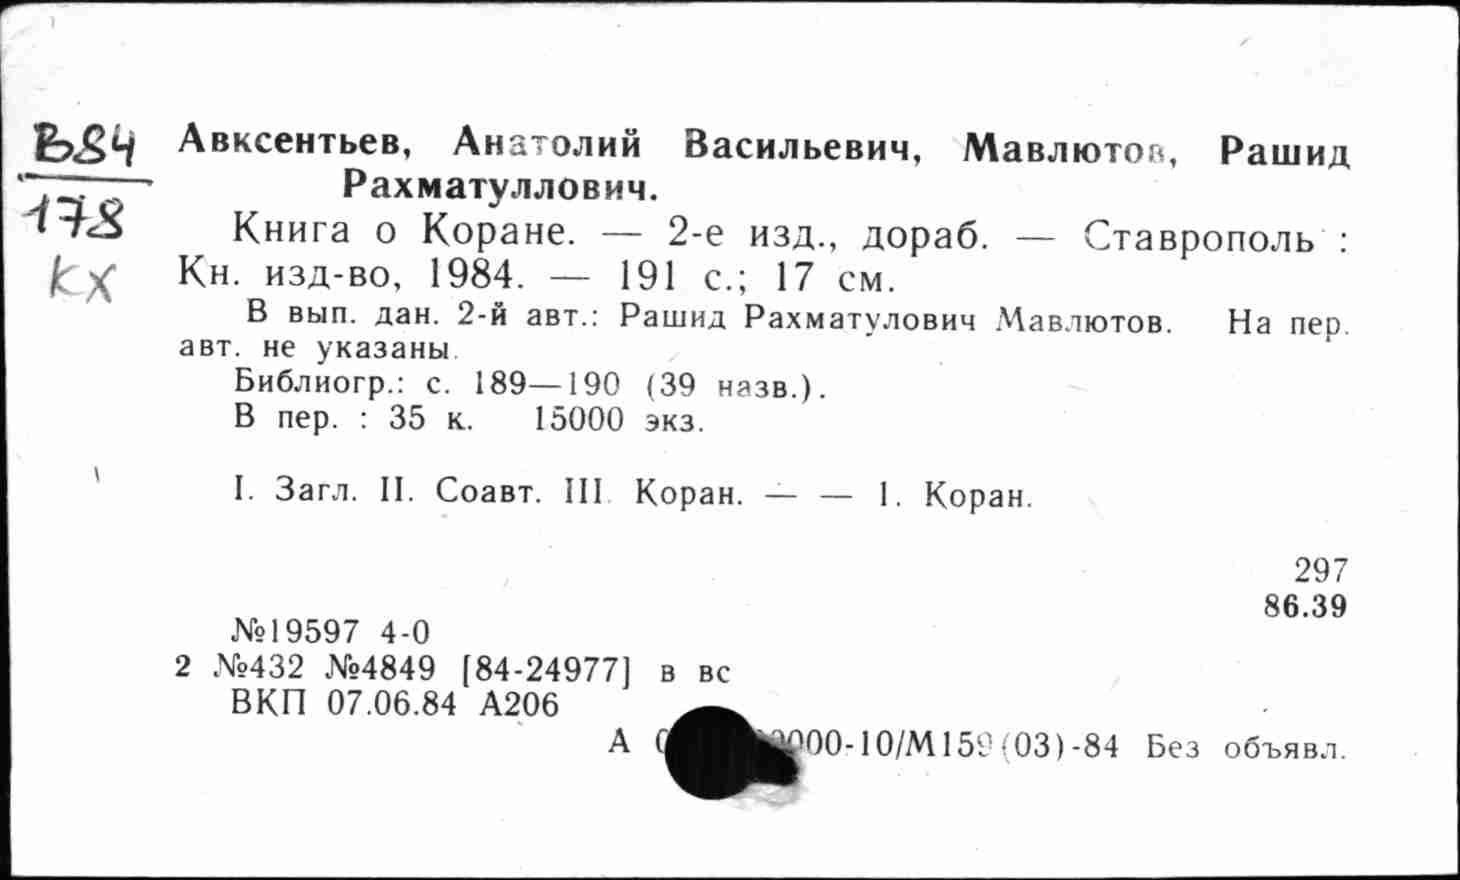 В84
178
кх
Авксентьев, Анатолий Васильевич, Мавлютов, Рашид
Рахматуллович.
Книга о Коране. — 2-е изд., дораб. — Ставрополь :
Кн. изд-во, 1984. — 191 с.; 17 см.
В вып. дан. 2-й авт.: Рашид Рахматулович Мавлютов. На пер.
авт. не указаны.
Библиогр.: с. 189—190 (39 назв.).
В пер. : 35 к. 15000 экз.
I. Загл. II. Соавт. III. Коран. — — 1. Коран.
297
86.39
№19597 4-0
2 №432 №4849 [84-24977] в вс
ВКП 07.06.84 А206
А 000-10/М159(03)-84 Без объявл.